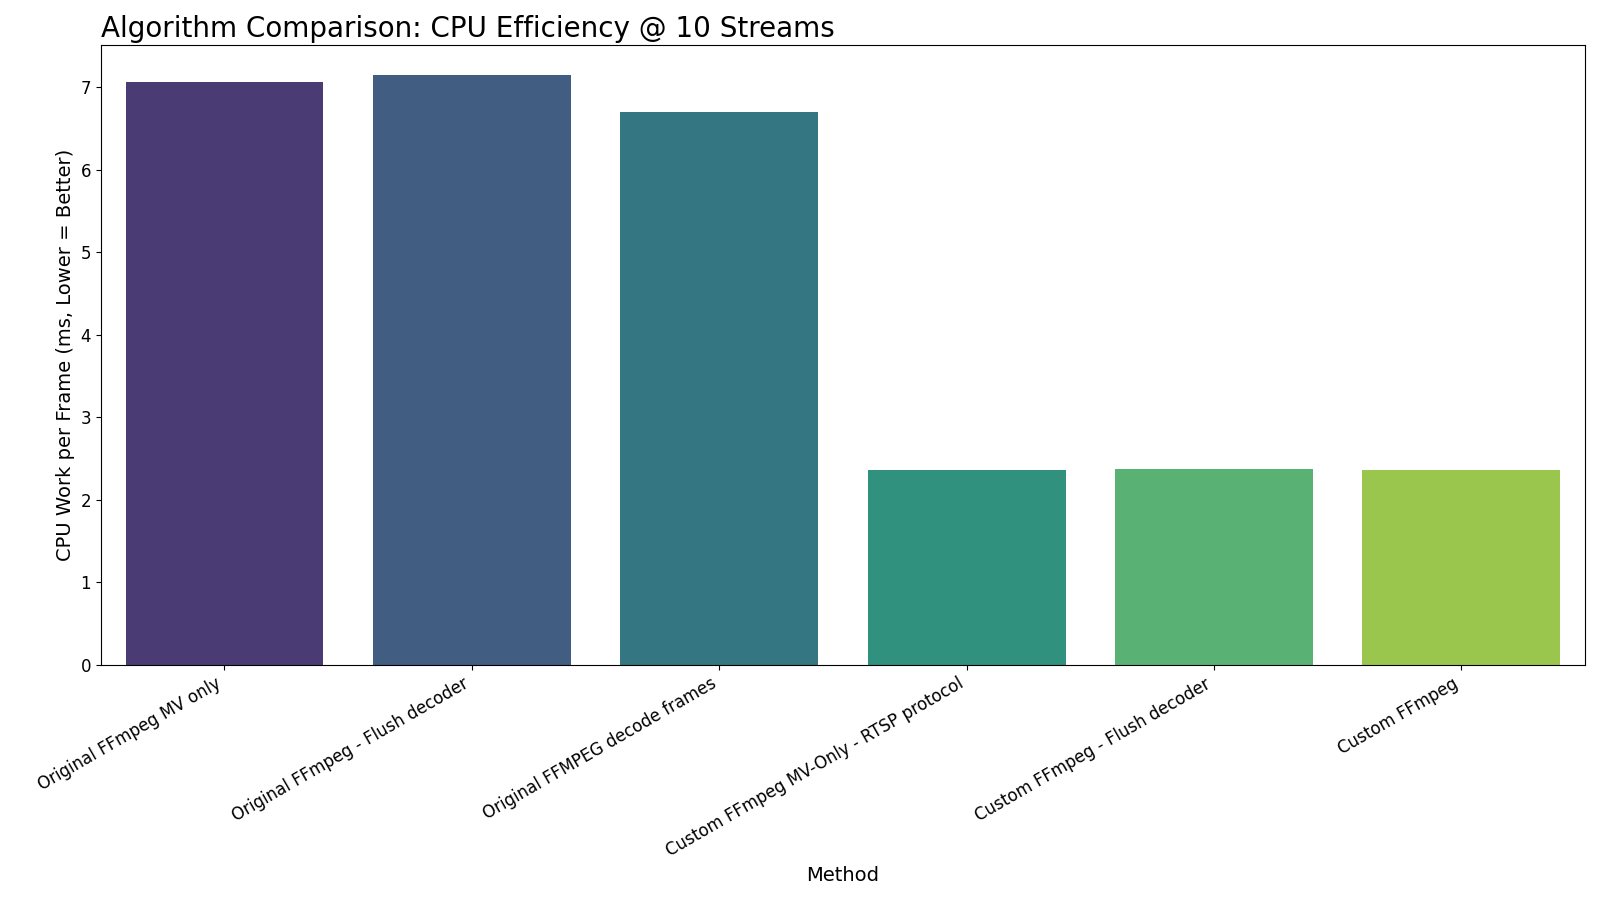 Algorithm Comparison: CPU Efficiency @ 10 Streams
CPU Work per Frame (ms, Lower = Better)
7
6
5
4
3
2
1
0
Original FFmpeg MV only
Original FFmpeg - Flush decoder
Original FFMPEG decode frames
Custom FFmpeg MV-Only - RTSP protocol
Custom FFmpeg - Flush decoder
Custom FFmpeg
Method